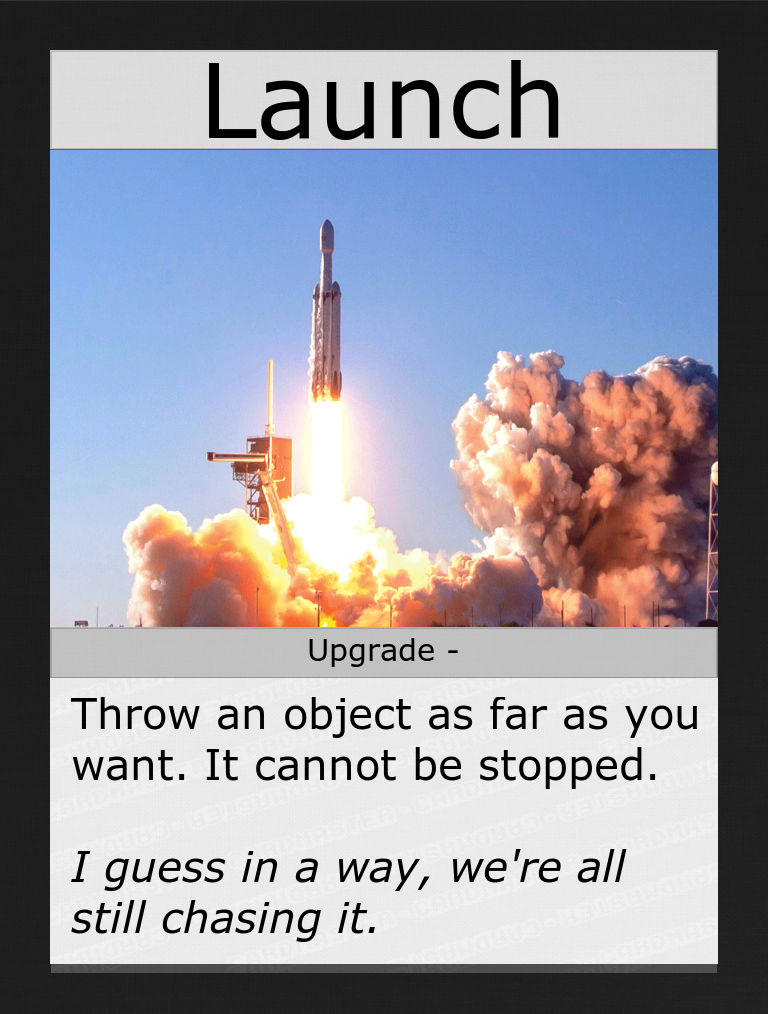 Launch
Upgrade -
Throw an object as far as you
want. It cannot be stopped.
I guess in a way, we're all
still chasing it.